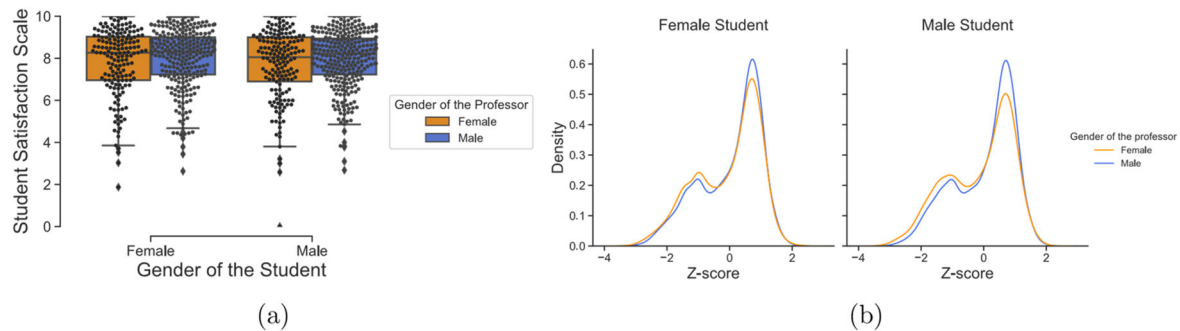 Student Satisfaction Scale
10
8
6
4
2
0
Female
Male
Gender of the Student
Gender of the Professor
Female
Male
(a)
Female Student
Male Student
Density
0.6
0.5
0.4
0.3
0.2
0.1
0.0
−4
−2
0
2
Z-score
−4
−2
0
2
Z-score
Gender of the professor
Female
Male
(b)